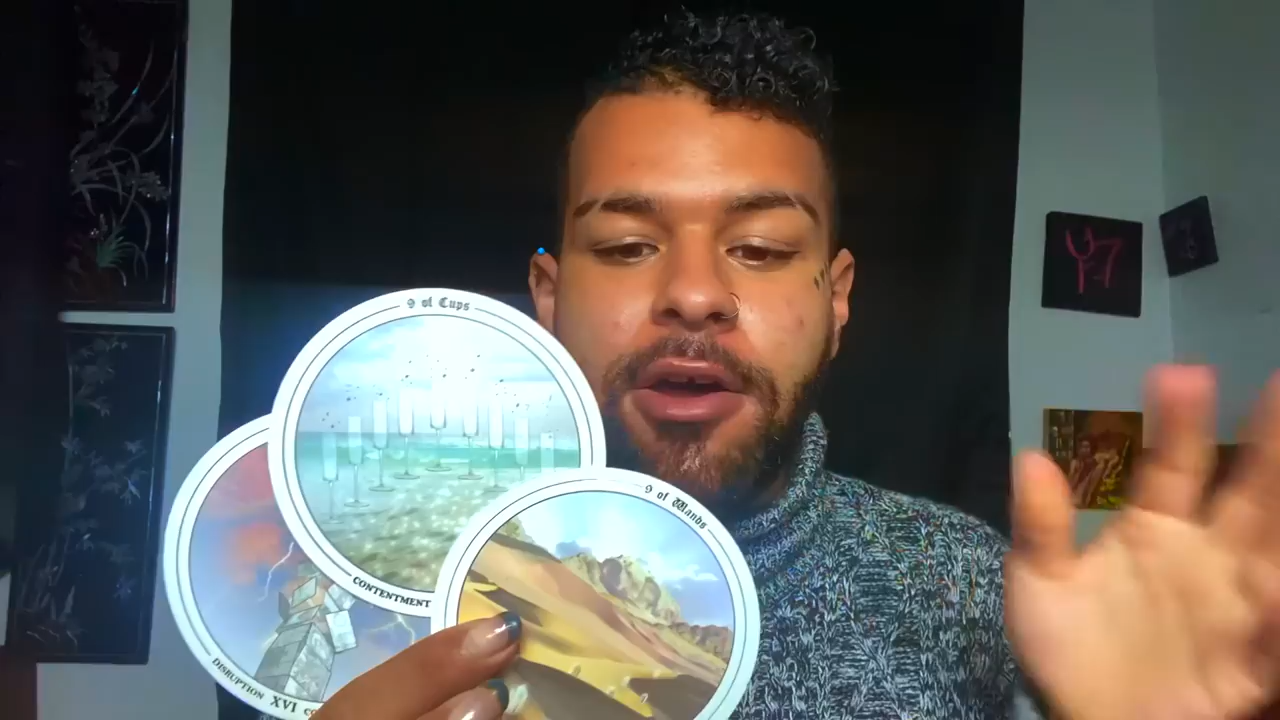 9 of Cups
CONTENTMENT
9 of Wands
DISRUPTION XVI